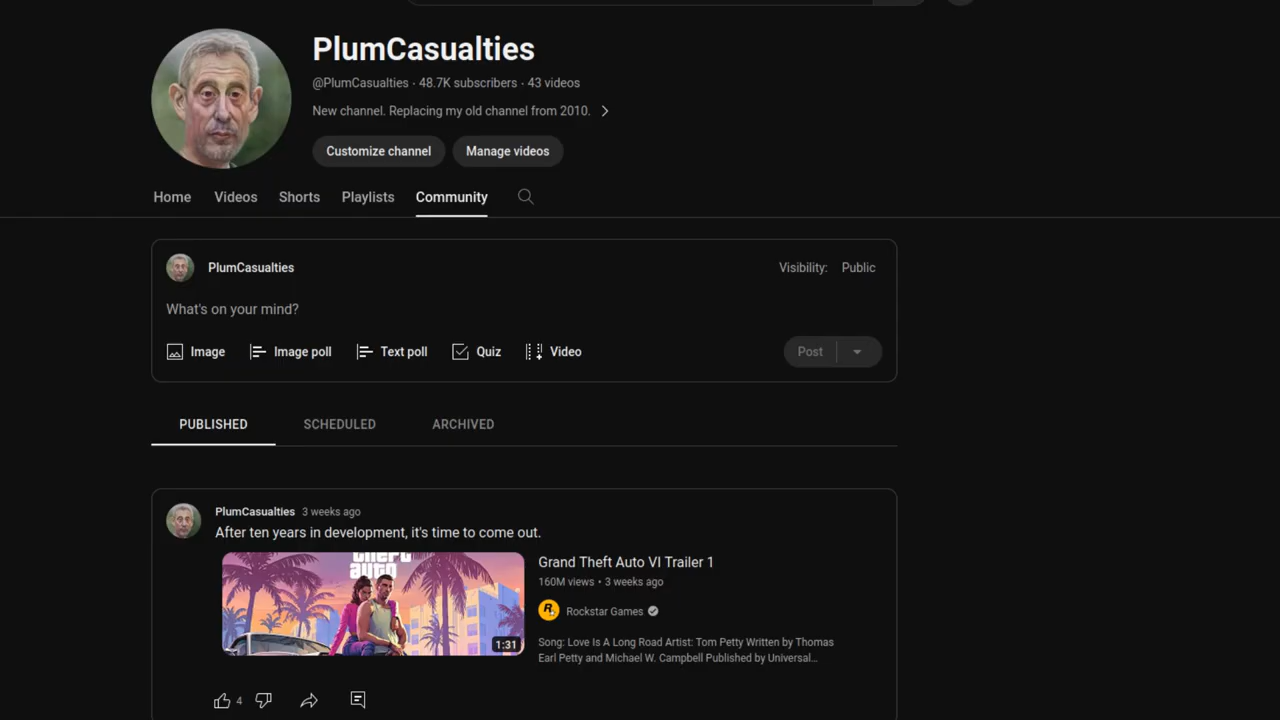 PlumCasualties
@PlumCasualties · 48.7K subscribers · 43 videos
New channel. Replacing my old channel from 2010.
Customize channel Manage videos
Home Videos Shorts Playlists Community
PlumCasualties Visibility: Public
What's on your mind?
Image Image poll Text poll Quiz Video Post
PUBLISHED SCHEDULED ARCHIVED
PlumCasualties 3 weeks ago
After ten years in development, it's time to come out.
theft
auto
1:31
Grand Theft Auto VI Trailer 1
160M views • 3 weeks ago
R Rockstar Games
Song: Love Is A Long Road Artist: Tom Petty Written by Thomas
Earl Petty and Michael W. Campbell Published by Universal...
4